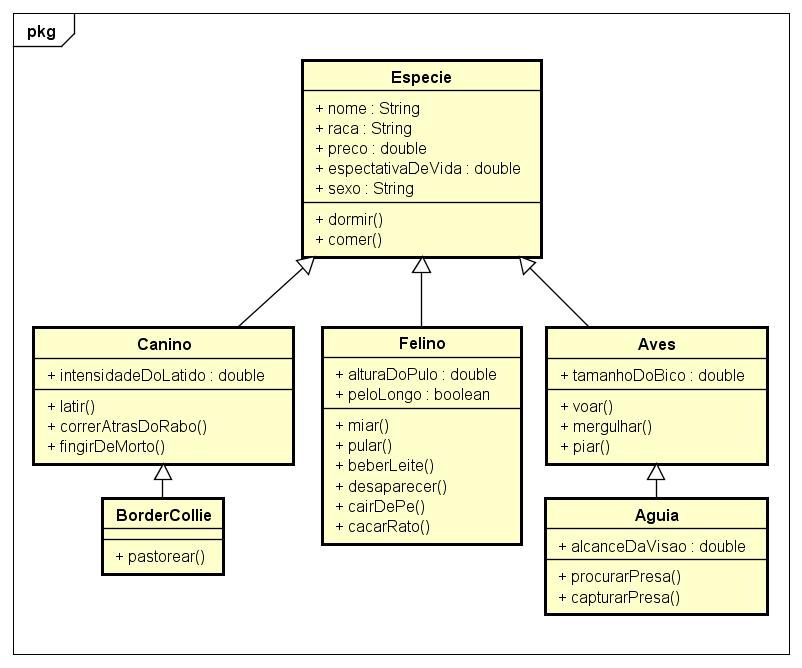 pkg
Especie
+ nome : String
+ raca : String
+ preco : double
+ espectativaDeVida : double
+ sexo : String
+ dormir()
+ comer()
Canino
+ intensidadeDoLatido : double
+ latir()
+ correrAtrasDoRabo()
+ fingirDeMorto()
Felino
+ alturaDoPulo : double
+ peloLongo : boolean
+ miar()
+ pular()
+ beberLeite()
+ desaparecer()
+ cairDePe()
+ cacarRato()
Aves
+ tamanhoDoBico : double
+ voar()
+ mergulhar()
+ piar()
BorderCollie
+ pastorear()
Aguia
+ alcanceDaVisao : double
+ procurarPresa()
+ capturarPresa()